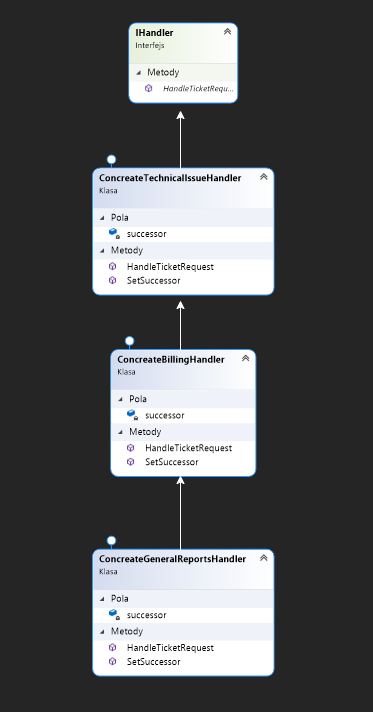 IHandler
Interfejs
Metody
HandleTicketRequ...
ConcreateTechnicalIssueHandler
Klasa
Pola
successor
Metody
HandleTicketRequest
SetSuccessor
ConcreateBillingHandler
Klasa
Pola
successor
Metody
HandleTicketRequest
SetSuccessor
ConcreateGeneralReportsHandler
Klasa
Pola
successor
Metody
HandleTicketRequest
SetSuccessor